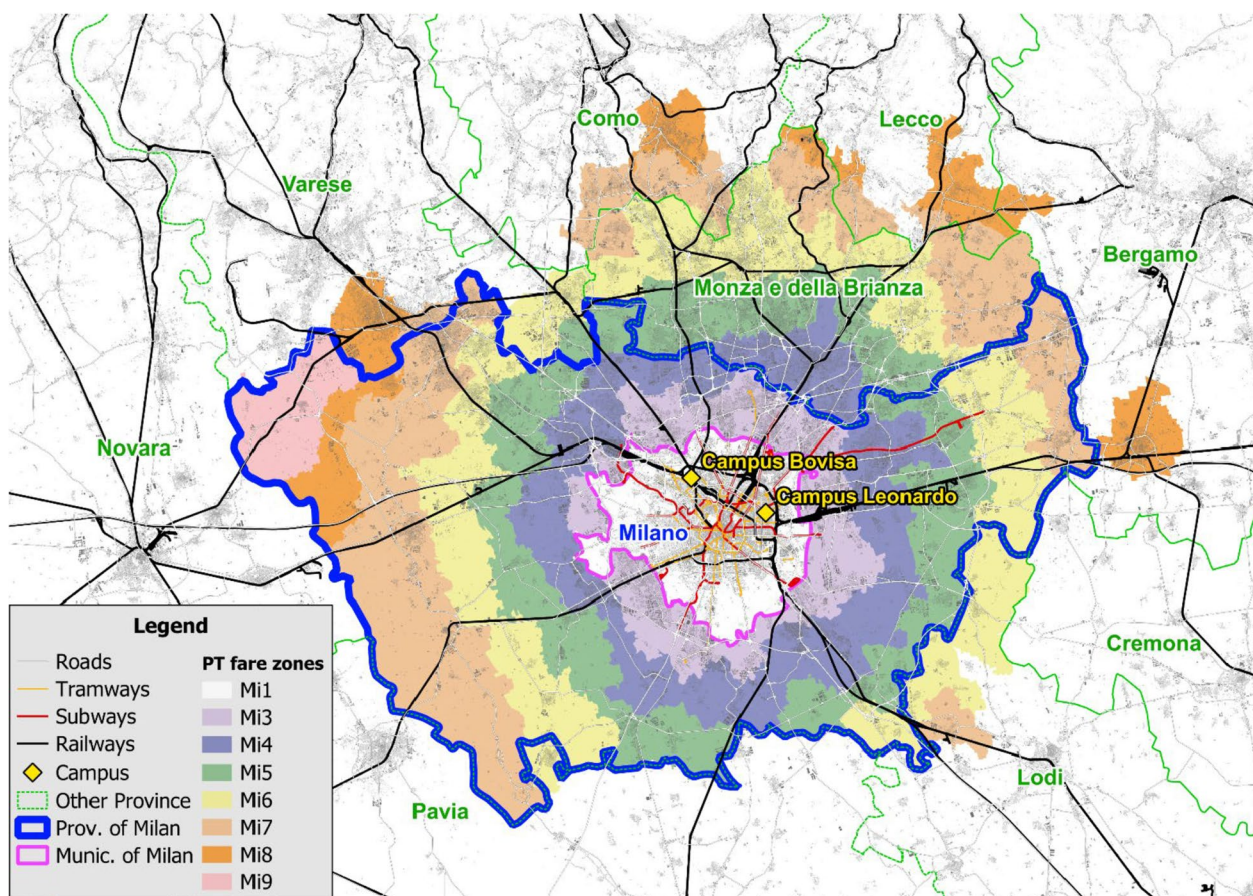 Como
Lecco
Varese
Bergamo
Monza e della Brianza
Novara
Campus Bovisa
Campus Leonardo
Milano
Cremona
Lodi
Pavia
Legend
Roads
Tramways
Subways
Railways
Campus
Other Province
Prov. of Milan
Munic. of Milan
PT fare zones
Mi1
Mi3
Mi4
Mi5
Mi6
Mi7
Mi8
Mi9